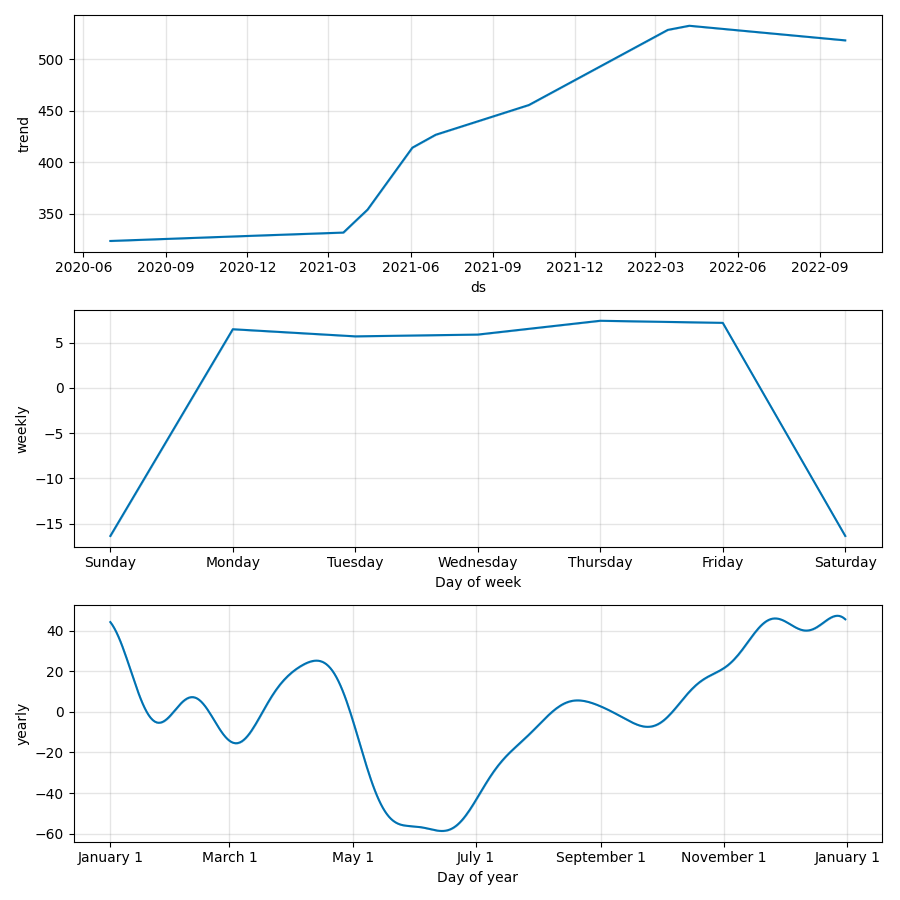 500
450
400
350
trend
2020-06 2020-09 2020-12 2021-03 2021-06 2021-09 2021-12 2022-03 2022-06 2022-09
ds
5
0
−5
−10
−15
weekly
Sunday Monday Tuesday Wednesday Thursday Friday Saturday
Day of week
40
20
0
−20
−40
−60
yearly
January 1 March 1 May 1 July 1 September 1 November 1 January 1
Day of year